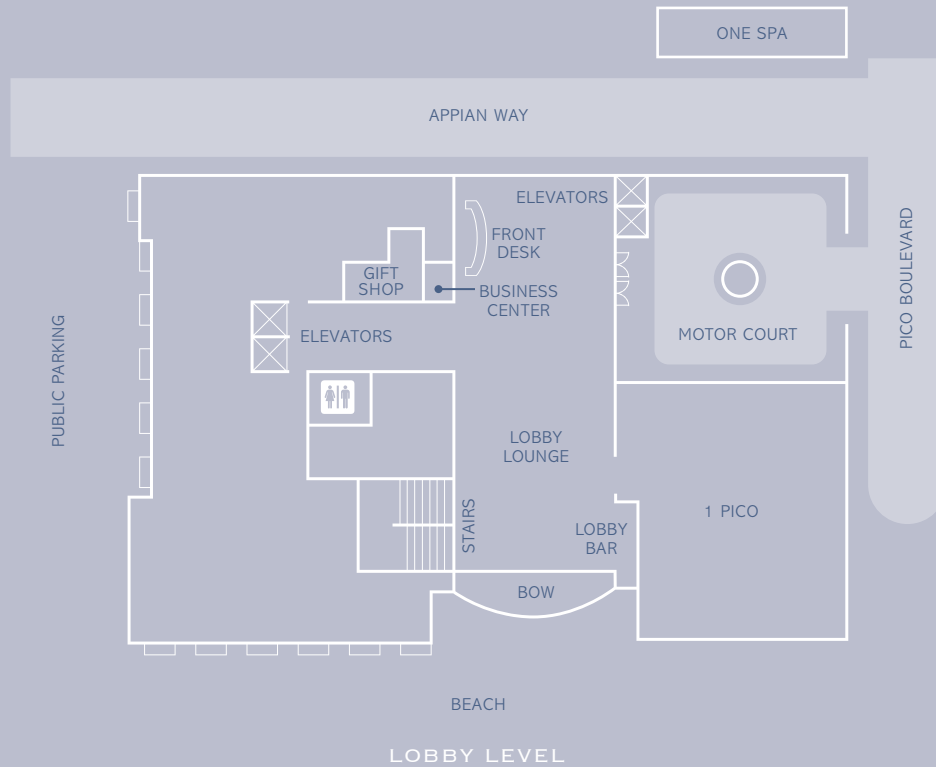 ONE SPA
APPIAN WAY
ELEVATORS
FRONT
DESK
GIFT
SHOP
BUSINESS
CENTER
ELEVATORS
MOTOR COURT
PICO BOULEVARD
PUBLIC PARKING
LOBBY
LOUNGE
STAIRS
LOBBY
BAR
1 PICO
BOW
BEACH
LOBBY LEVEL